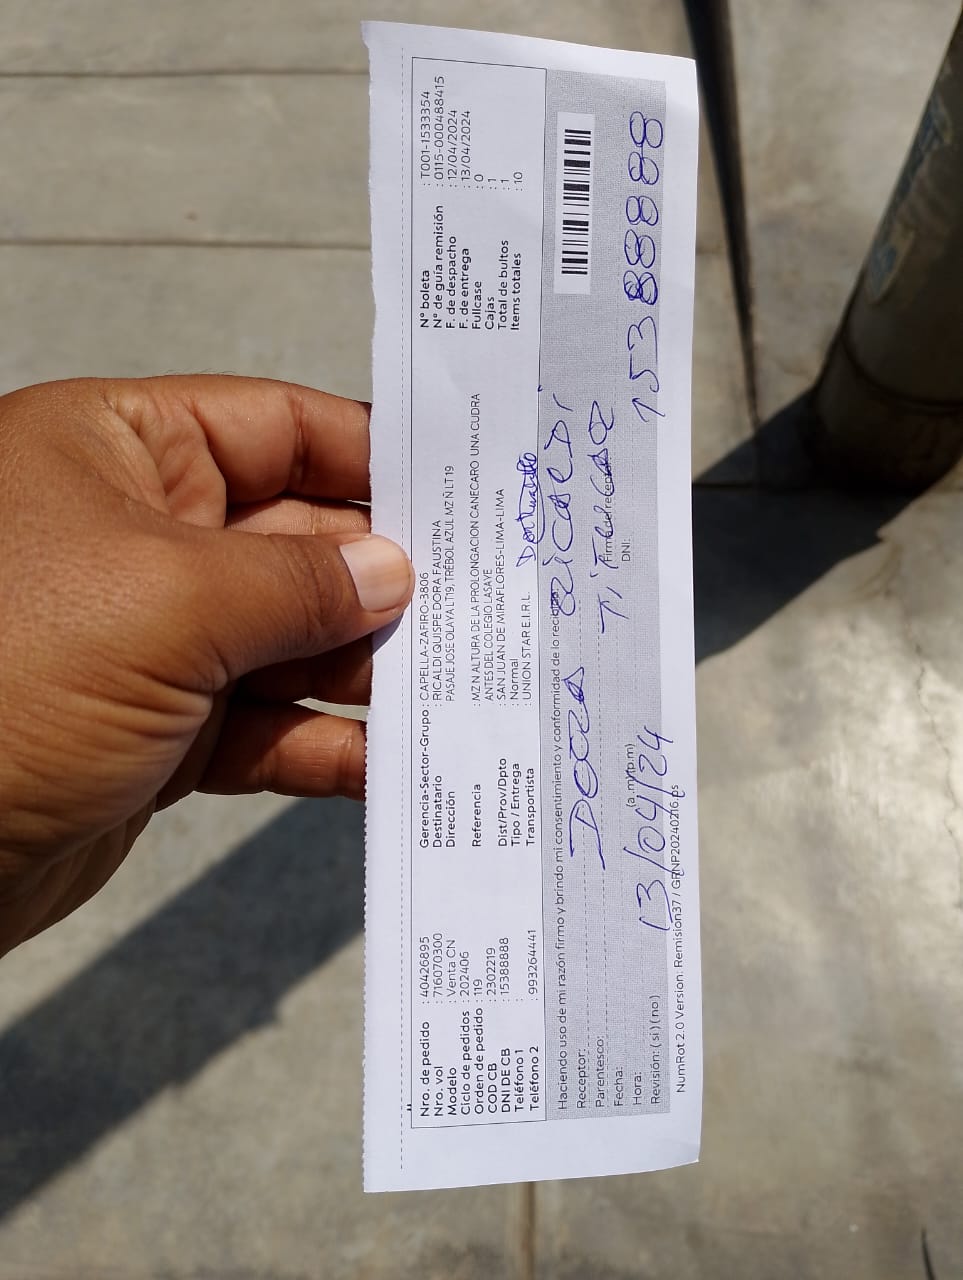 Nro. de pedido : 40426895
Nro. vol : 716070300
Modelo : Venta CN
Ciclo de pedidos : 202406
Orden de pedido : 119
COD CB : 2302219
DNI DE CB : 15388888
Teléfono 1 :
Teléfono 2 : 993264441
Gerencia-Sector-Grupo : CAPELLA-ZAFIRO-3806
Destinatario : RICALDI QUISPE DORA FAUSTINA
Dirección PASAJE JOSE OLAYA LT19, TREBOL AZUL MZ Ñ LT19
Referencia : MZ N ALTURA DE LA PROLONGACION CANECARO UNA CUDRA
ANTES DEL COLEGIO LASAYE
Dist/Prov/Dpto : SAN JUAN DE MIRAFLORES-LIMA-LIMA
Tipo / Entrega : Normal
Transportista : UNION STAR E.I.R.L.
N° boleta : T001-1533354
N° de guía remisión : 0115-000488415
F. de despacho : 12/04/2024
F. de entrega : 13/04/2024
Fullcase : 0
Cajas : 1
Total de bultos : 1
Items totales : 10
Haciendo uso de mi razón firmo y brindo mi consentimiento y conformidad de lo recibido.
Receptor: DORA RICALDI
Parentesco: TiTULAR
Fecha: 13/04/24
Hora: (a.m/p.m)
Revisión: ( si ) ( no )
Firma del receptor
DNI: 15388888
NumRot 2.0 Version: Remision37 / GRNP20240216.ps